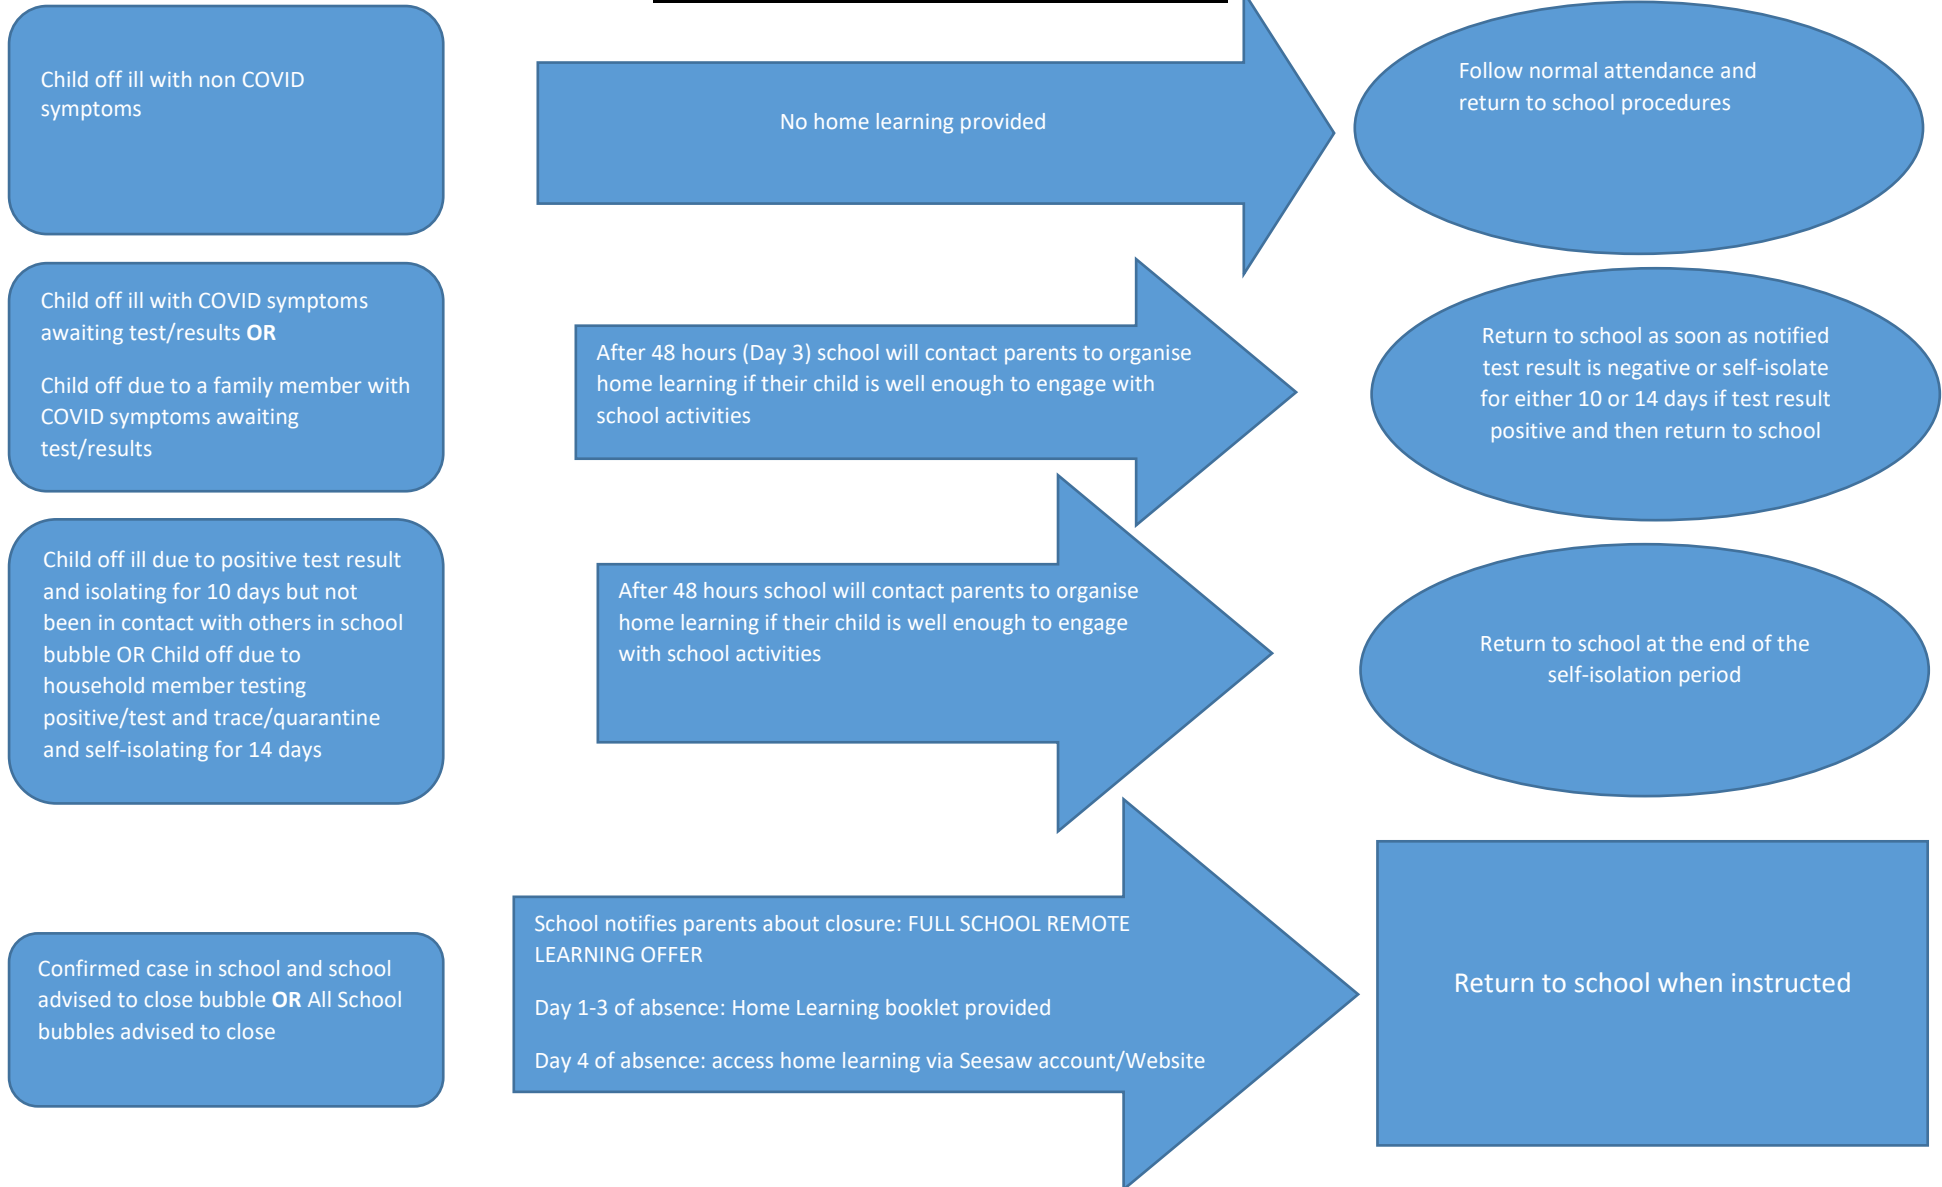 Child off ill with non COVID
symptoms
No home learning provided
Follow normal attendance and
return to school procedures
Child off ill with COVID symptoms
awaiting test/results OR
Child off due to a family member with
COVID symptoms awaiting
test/results
After 48 hours (Day 3) school will contact parents to organise
home learning if their child is well enough to engage with
school activities
Return to school as soon as notified
test result is negative or self-isolate
for either 10 or 14 days if test result
positive and then return to school
Child off ill due to positive test result
and isolating for 10 days but not
been in contact with others in school
bubble OR Child off due to
household member testing
positive/test and trace/quarantine
and self-isolating for 14 days
After 48 hours school will contact parents to organise
home learning if their child is well enough to engage
with school activities
Return to school at the end of the
self-isolation period
Confirmed case in school and school
advised to close bubble OR All School
bubbles advised to close
School notifies parents about closure: FULL SCHOOL REMOTE
LEARNING OFFER
Day 1-3 of absence: Home Learning booklet provided
Day 4 of absence: access home learning via Seesaw account/Website
Return to school when instructed